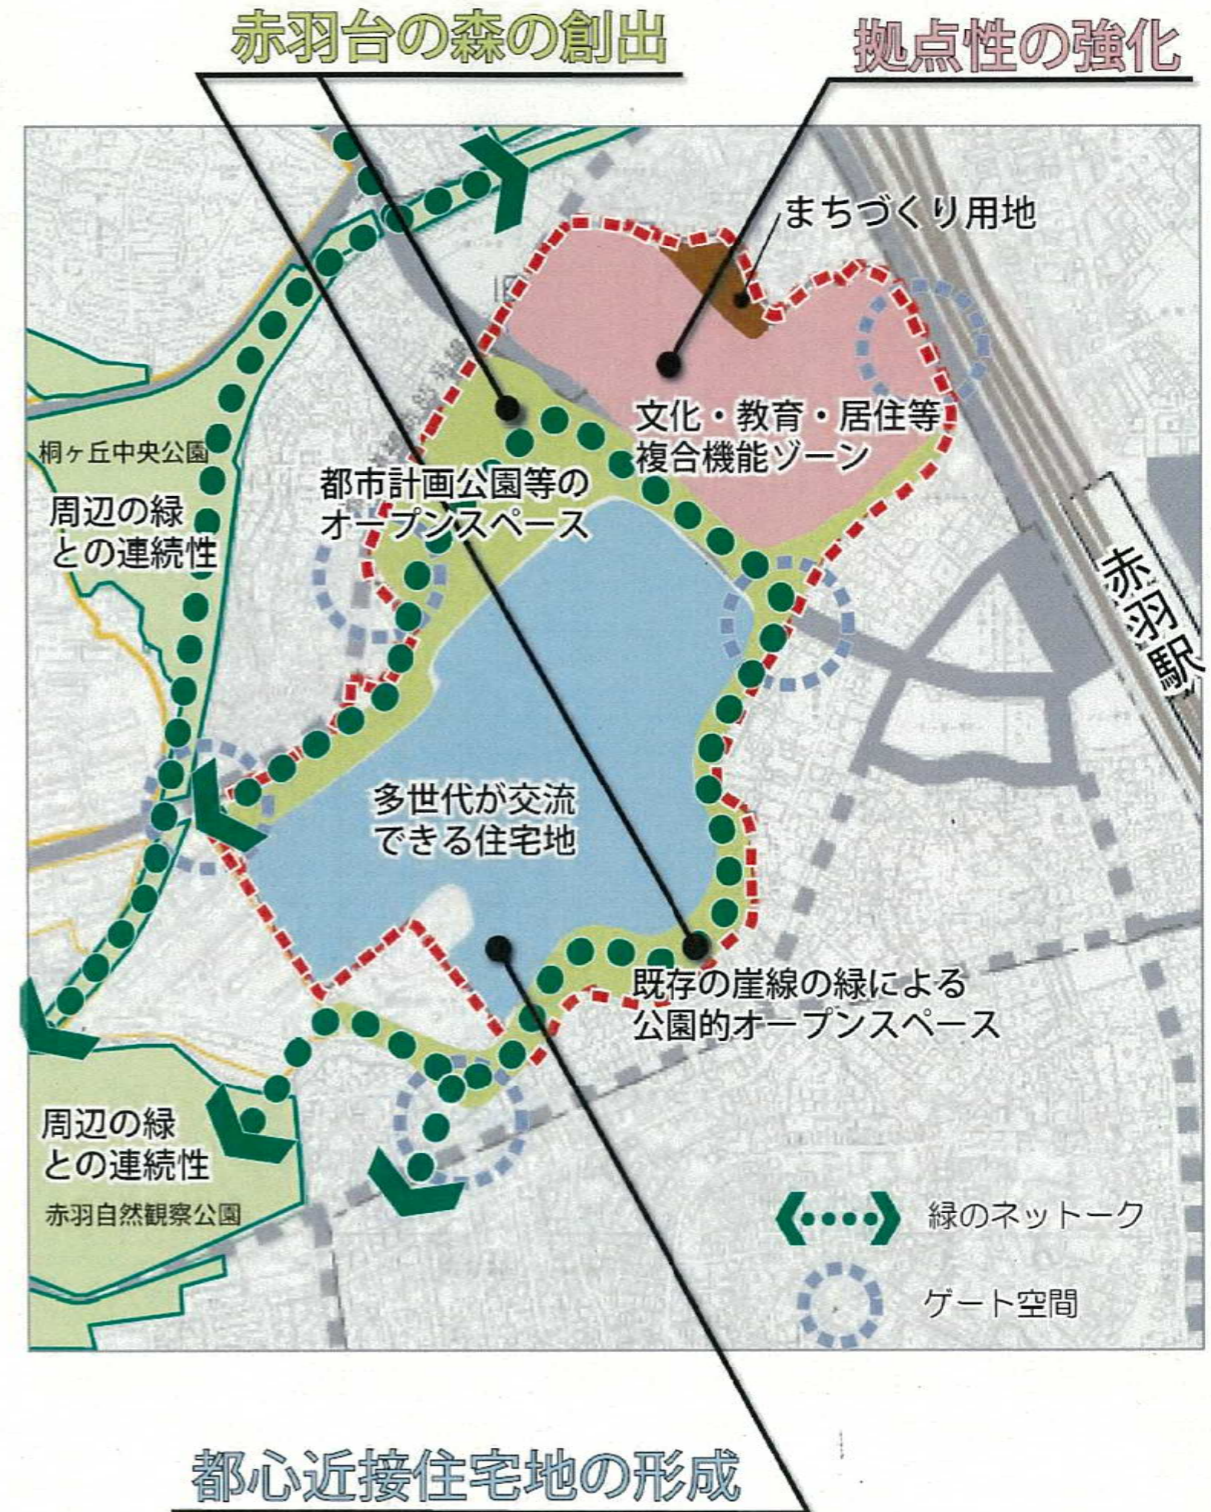 赤羽台の森の創出
拠点性の強化
まちづくり用地
文化・教育・居住等
複合機能ゾーン
桐ヶ丘中央公園
周辺の緑
との連続性
都市計画公園等の
オープンスペース
赤羽駅
多世代が交流
できる住宅地
既存の崖線の緑による
公園的オープンスペース
周辺の緑
との連続性
赤羽自然観察公園
緑のネットーク
ゲート空間
都心近接住宅地の形成